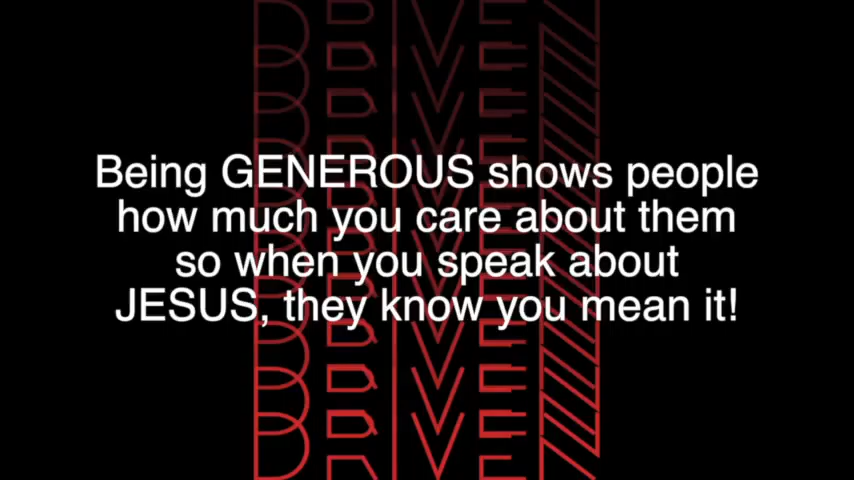 Being GENEROUS shows people
how much you care about them
so when you speak about
JESUS, they know you mean it!
DRIVEN